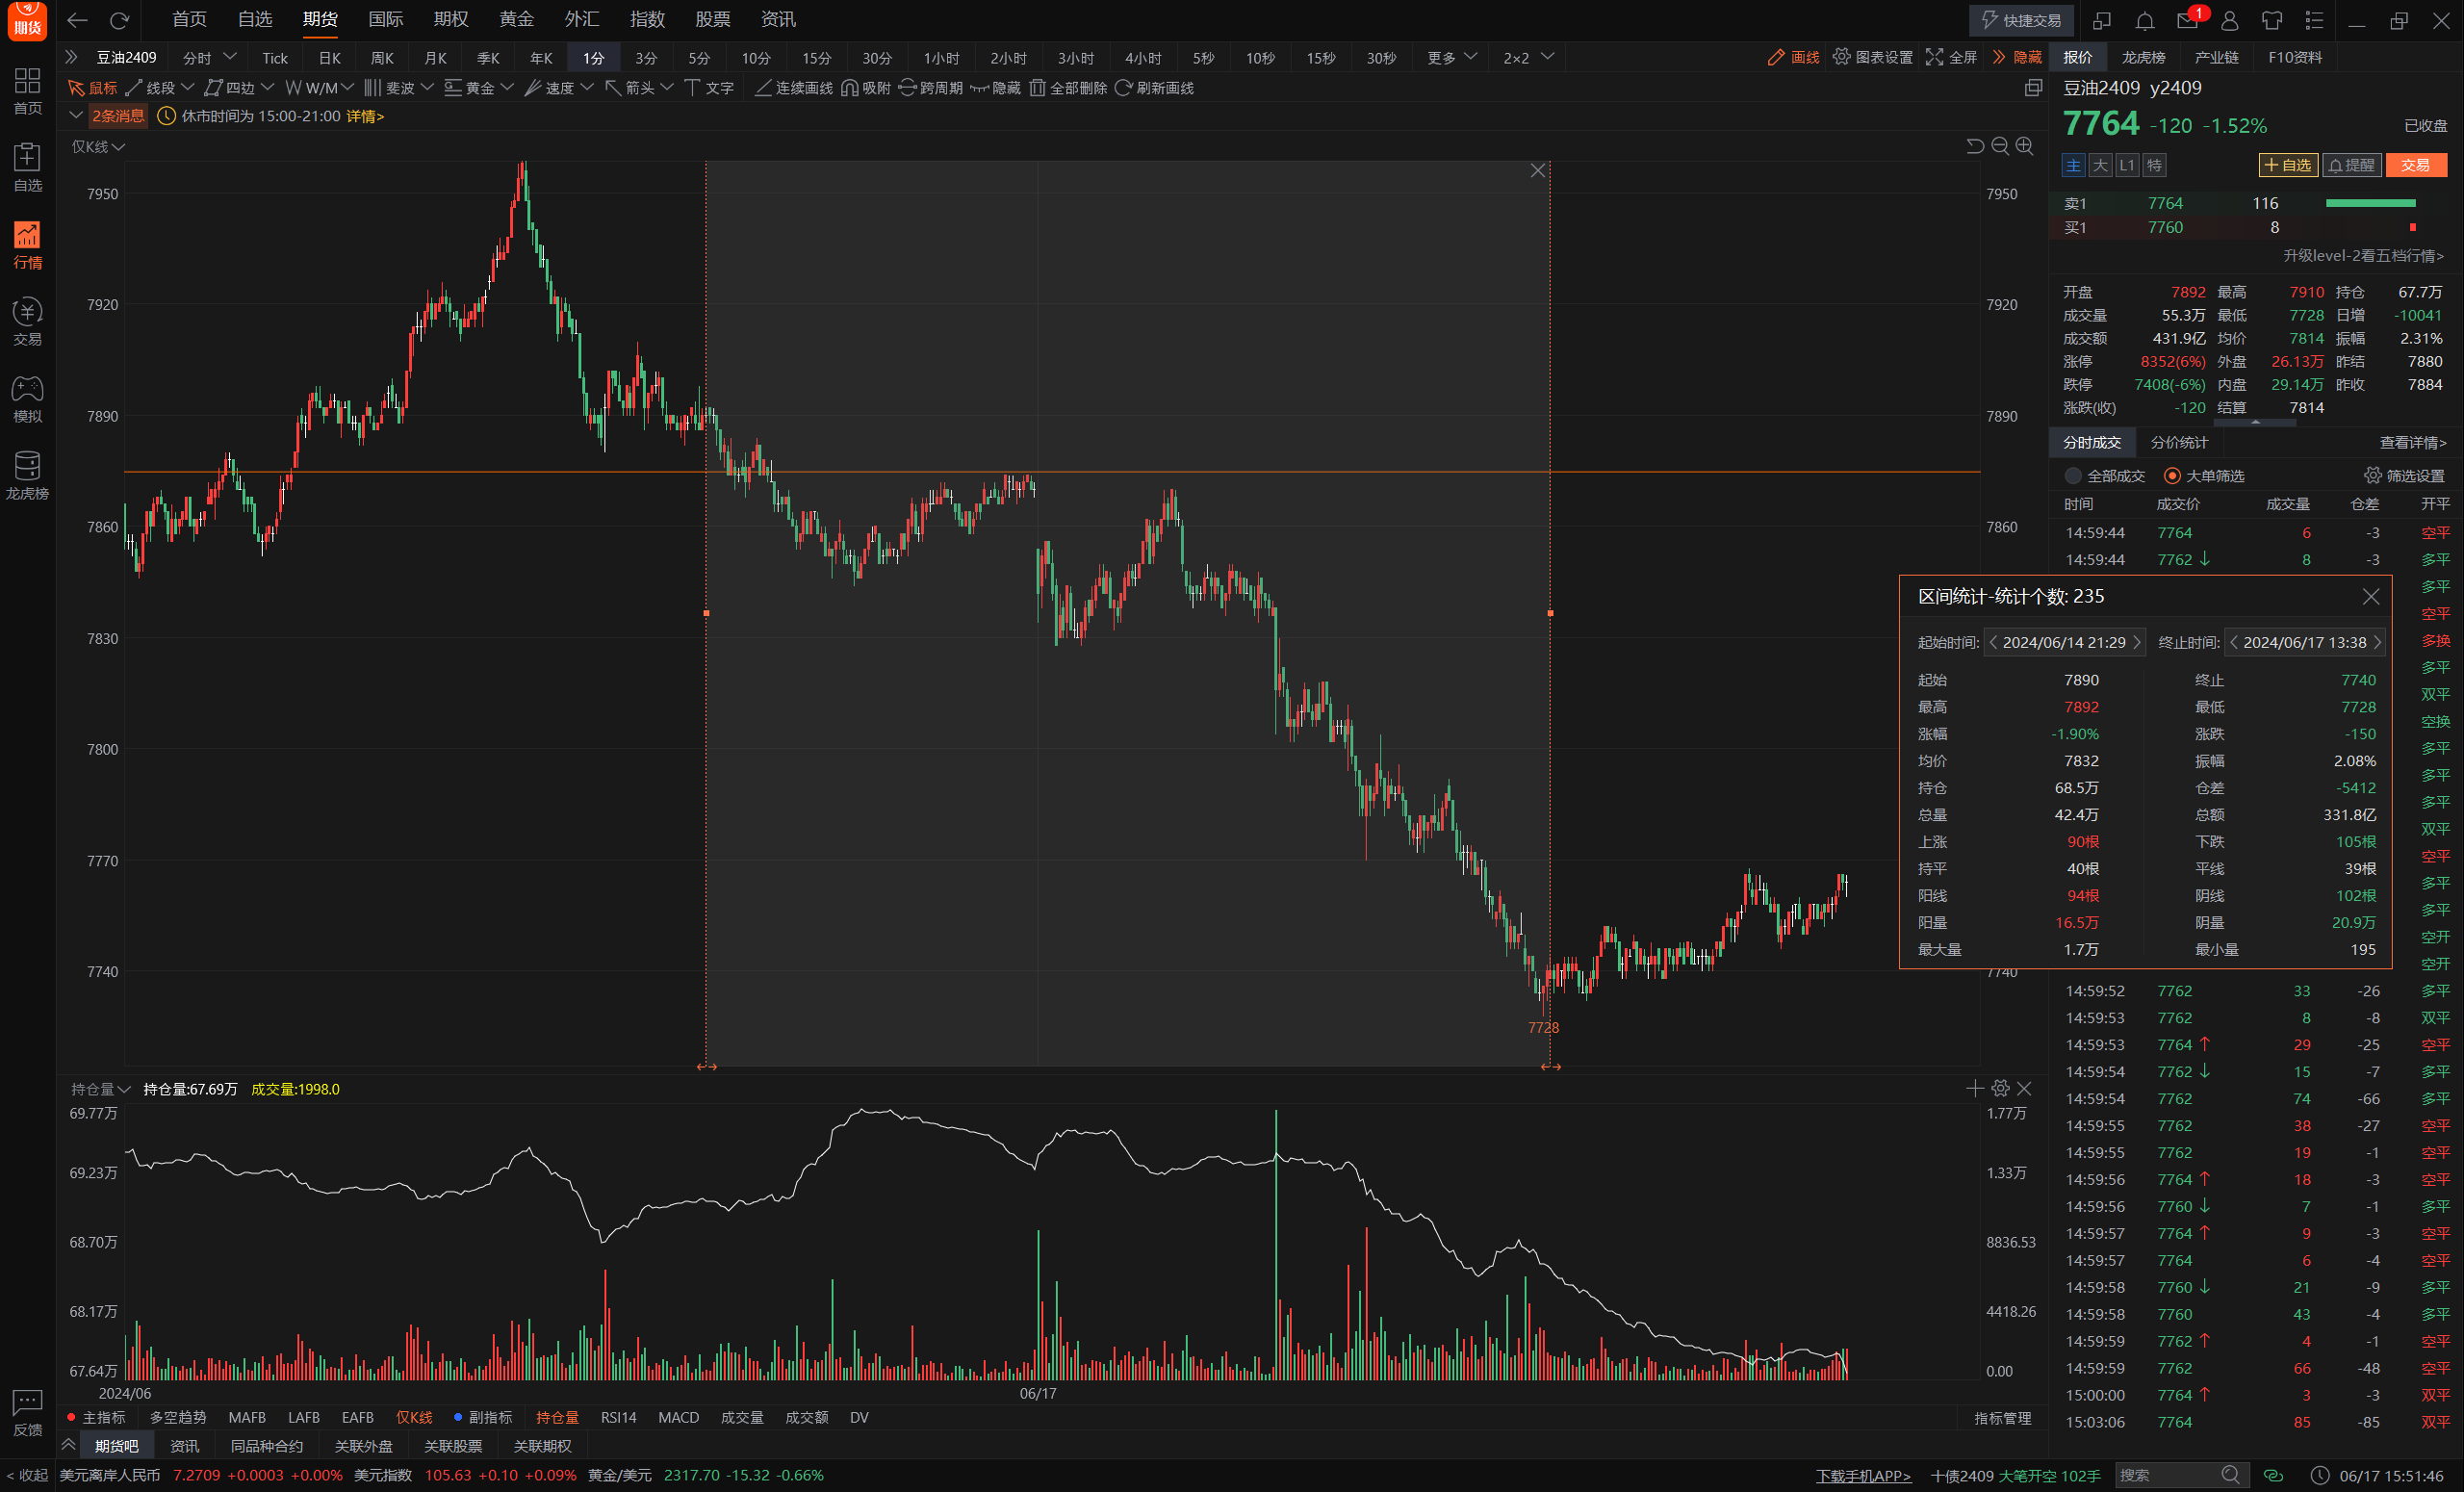 期货
首页 自选 期货 国际 期权 黄金 外汇 指数 股票 资讯
快捷交易 1
豆油2409 分时 Tick 日K 周K 月K 季K 年K 1分 3分 5分 10分 15分 30分 1小时 2小时 3小时 4小时 5秒 10秒 15秒 30秒 更多 2×2
画线 图表设置 全屏 隐藏
鼠标 线段 四边 W/M 斐波 黄金 速度 箭头 文字 连续画线 吸附 跨周期 隐藏 全部删除 刷新画线
2条消息 休市时间为 15:00-21:00 详情>
仅K线
首页
自选
行情
交易
模拟
龙虎榜
反馈
< 收起
7950 7950
7920 7920
7890 7890
7860 7860
7830
7800
7770
7740 7740
7728
持仓量 持仓量:67.69万 成交量:1998.0
69.77万 1.77万
69.23万 1.33万
68.70万 8836.53
68.17万 4418.26
67.64万 0.00
2024/06 06/17
主指标 多空趋势 MAFB LAFB EAFB 仅K线 副指标 持仓量 RSI14 MACD 成交量 成交额 DV 指标管理
期货吧 资讯 同品种合约 关联外盘 关联股票 关联期权
报价 龙虎榜 产业链 F10资料
豆油2409 y2409
7764 -120 -1.52% 已收盘
主 大 L1 特 自选 提醒 交易
卖1 7764 116
买1 7760 8
升级level-2看五档行情>
开盘 7892 最高 7910 持仓 67.7万
成交量 55.3万 最低 7728 日增 -10041
成交额 431.9亿 均价 7814 振幅 2.31%
涨停 8352(6%) 外盘 26.13万 昨结 7880
跌停 7408(-6%) 内盘 29.14万 昨收 7884
涨跌(收) -120 结算 7814
分时成交 分价统计 查看详情>
全部成交 大单筛选 筛选设置
时间 成交价 成交量 仓差 开平
14:59:44 7764 6 -3 空平
14:59:44 7762 ↓ 8 -3 多平
多平
空平
多换
多平
双平
空换
多平
多平
多平
双平
空平
多平
多平
空开
空开
区间统计-统计个数: 235
起始时间: < 2024/06/14 21:29 > 终止时间: < 2024/06/17 13:38 >
起始 7890 终止 7740
最高 7892 最低 7728
涨幅 -1.90% 涨跌 -150
均价 7832 振幅 2.08%
持仓 68.5万 仓差 -5412
总量 42.4万 总额 331.8亿
上涨 90根 下跌 105根
持平 40根 平线 39根
阳线 94根 阴线 102根
阳量 16.5万 阴量 20.9万
最大量 1.7万 最小量 195
14:59:52 7762 33 -26 多平
14:59:53 7762 8 -8 双平
14:59:53 7764 ↑ 29 -25 空平
14:59:54 7762 ↓ 15 -7 多平
14:59:54 7762 74 -66 多平
14:59:55 7762 38 -27 空平
14:59:55 7762 19 -1 空平
14:59:56 7764 ↑ 18 -3 空平
14:59:56 7760 ↓ 7 -1 多平
14:59:57 7764 ↑ 9 -3 空平
14:59:57 7764 6 -4 空平
14:59:58 7760 ↓ 21 -9 多平
14:59:58 7760 43 -4 多平
14:59:59 7762 ↑ 4 -1 空平
14:59:59 7762 66 -48 空平
15:00:00 7764 ↑ 3 -3 双平
15:03:06 7764 85 -85 双平
美元离岸人民币 7.2709 +0.0003 +0.00% 美元指数 105.63 +0.10 +0.09% 黄金/美元 2317.70 -15.32 -0.66%
下载手机APP> 十债2409 大笔开空 102手 搜索 06/17 15:51:46